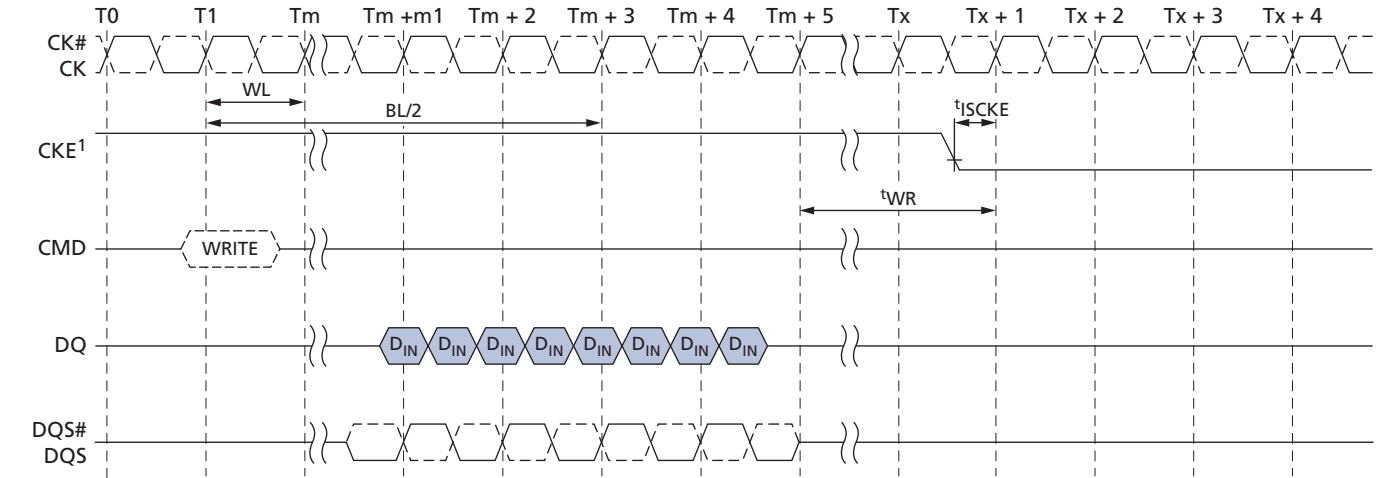 T0 T1 Tm Tm +m1 Tm + 2 Tm + 3 Tm + 4 Tm + 5 Tx Tx + 1 Tx + 2 Tx + 3 Tx + 4
CK#
CK
WL
BL/2
tISCKE
CKE1
tWR
CMD WRITE
DQ DIN DIN DIN DIN DIN DIN DIN DIN
DQS#
DQS